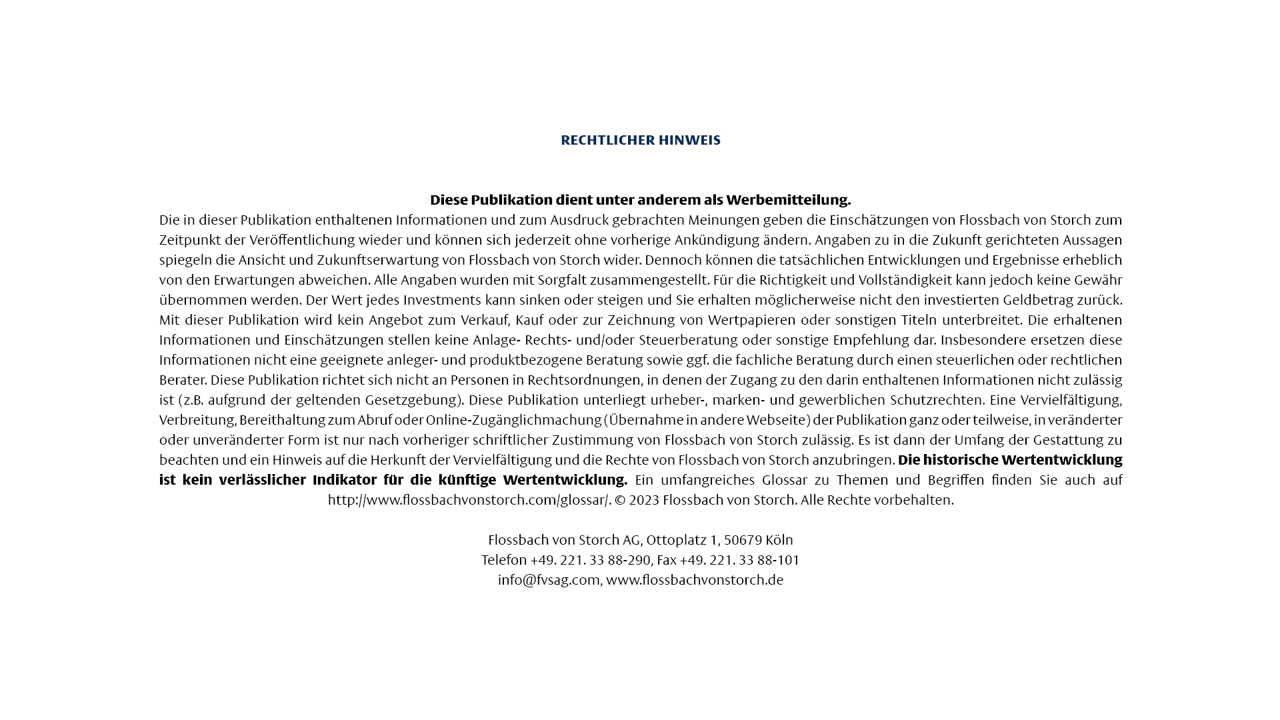 RECHTLICHER HINWEIS
Diese Publikation dient unter anderem als Werbemitteilung.
Die in dieser Publikation enthaltenen Informationen und zum Ausdruck gebrachten Meinungen geben die Einschätzungen von Flossbach von Storch zum
Zeitpunkt der Veröffentlichung wieder und können sich jederzeit ohne vorherige Ankündigung ändern. Angaben zu in die Zukunft gerichteten Aussagen
spiegeln die Ansicht und Zukunftserwartung von Flossbach von Storch wider. Dennoch können die tatsächlichen Entwicklungen und Ergebnisse erheblich
von den Erwartungen abweichen. Alle Angaben wurden mit Sorgfalt zusammengestellt. Für die Richtigkeit und Vollständigkeit kann jedoch keine Gewähr
übernommen werden. Der Wert jedes Investments kann sinken oder steigen und Sie erhalten möglicherweise nicht den investierten Geldbetrag zurück.
Mit dieser Publikation wird kein Angebot zum Verkauf, Kauf oder zur Zeichnung von Wertpapieren oder sonstigen Titeln unterbreitet. Die erhaltenen
Informationen und Einschätzungen stellen keine Anlage- Rechts- und/oder Steuerberatung oder sonstige Empfehlung dar. Insbesondere ersetzen diese
Informationen nicht eine geeignete anleger- und produktbezogene Beratung sowie ggf. die fachliche Beratung durch einen steuerlichen oder rechtlichen
Berater. Diese Publikation richtet sich nicht an Personen in Rechtsordnungen, in denen der Zugang zu den darin enthaltenen Informationen nicht zulässig
ist (z.B. aufgrund der geltenden Gesetzgebung). Diese Publikation unterliegt urheber-, marken- und gewerblichen Schutzrechten. Eine Vervielfältigung,
Verbreitung, Bereithaltung zum Abruf oder Online-Zugänglichmachung (Übernahme in andere Webseite) der Publikation ganz oder teilweise, in veränderter
oder unveränderter Form ist nur nach vorheriger schriftlicher Zustimmung von Flossbach von Storch zulässig. Es ist dann der Umfang der Gestattung zu
beachten und ein Hinweis auf die Herkunft der Vervielfältigung und die Rechte von Flossbach von Storch anzubringen. Die historische Wertentwicklung
ist kein verlässlicher Indikator für die künftige Wertentwicklung. Ein umfangreiches Glossar zu Themen und Begriffen finden Sie auch auf
http://www.flossbachvonstorch.com/glossar/. © 2023 Flossbach von Storch. Alle Rechte vorbehalten.
Flossbach von Storch AG, Ottoplatz 1, 50679 Köln
Telefon +49. 221. 33 88-290, Fax +49. 221. 33 88-101
info@fvsag.com, www.flossbachvonstorch.de